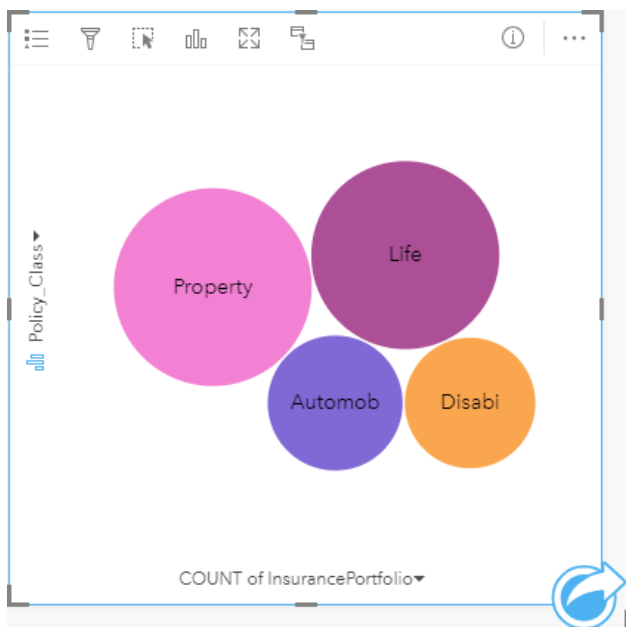 Policy_Class
Property
Life
Automob
Disabi
COUNT of InsurancePortfolio